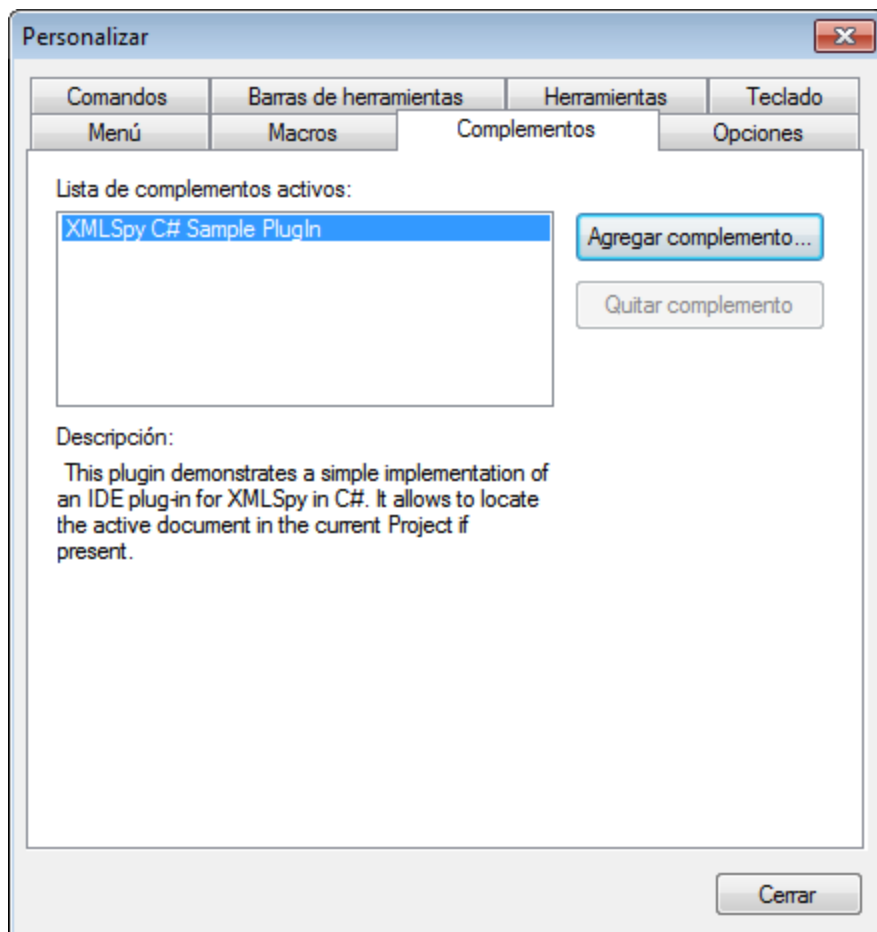 Personalizar
Comandos Barras de herramientas Herramientas Teclado
Menú Macros Complementos Opciones
Lista de complementos activos:
XMLSpy C# Sample PlugIn
Agregar complemento...
Quitar complemento
Descripción:
This plugin demonstrates a simple implementation of
an IDE plug-in for XMLSpy in C#. It allows to locate
the active document in the current Project if
present.
Cerrar